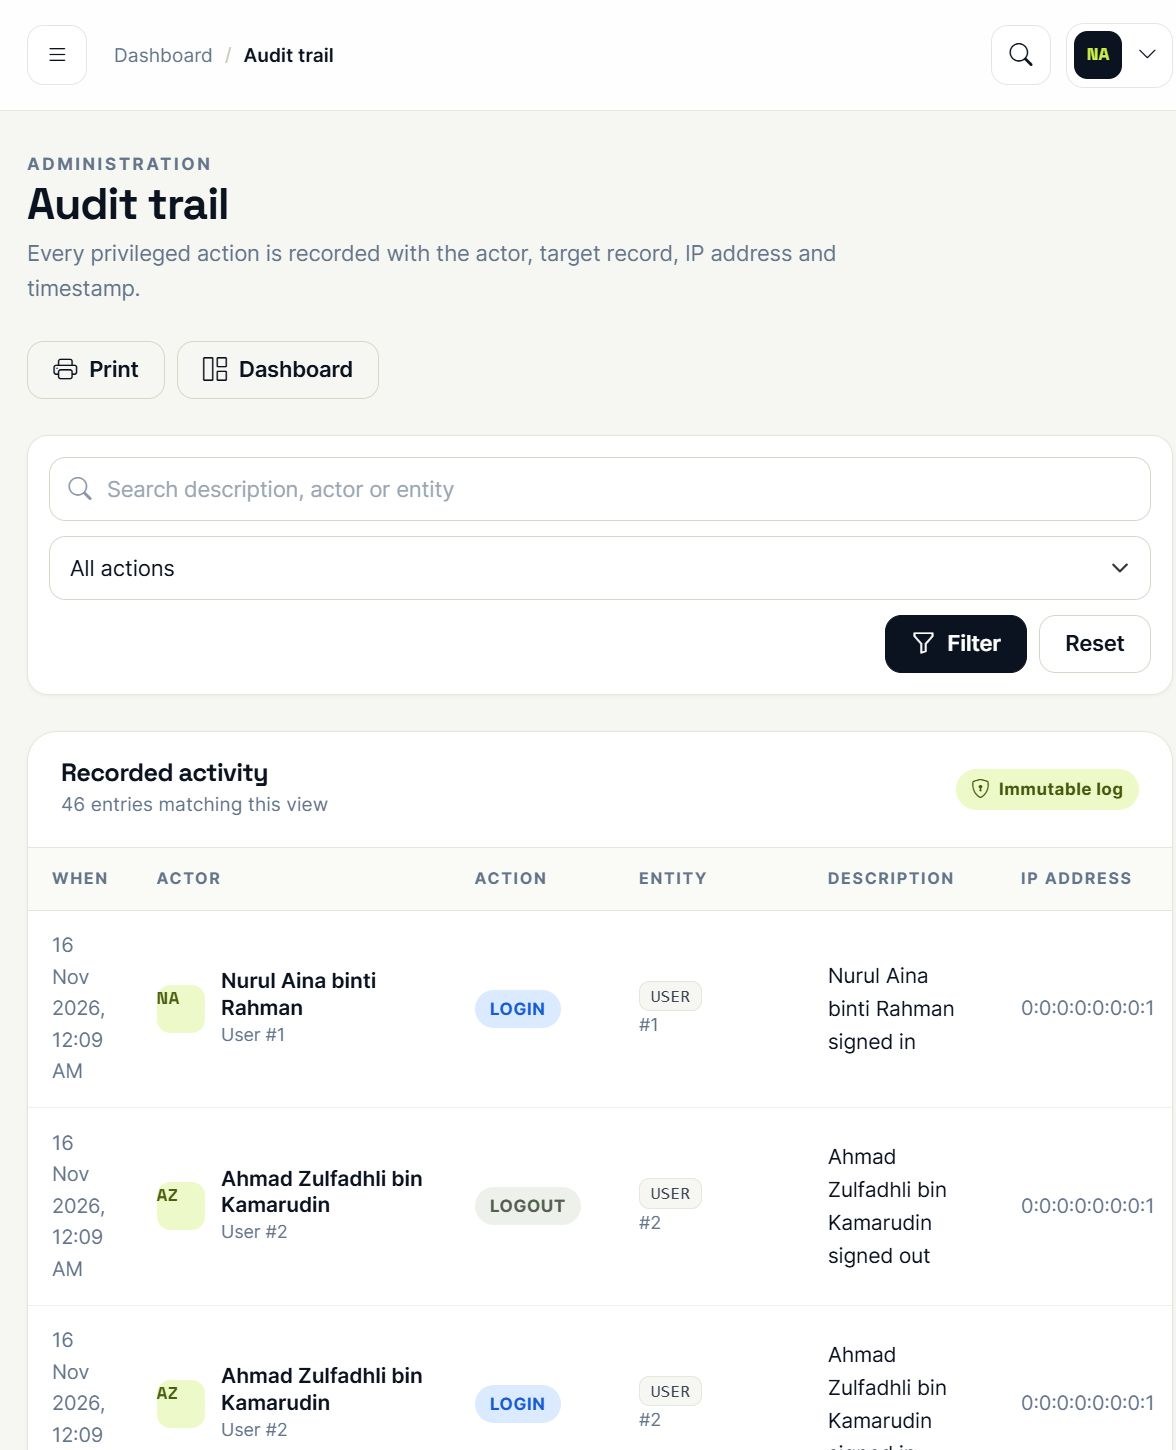 Dashboard / Audit trail
NA
ADMINISTRATION
Audit trail
Every privileged action is recorded with the actor, target record, IP address and
timestamp.
Print
Dashboard
Search description, actor or entity
All actions
Filter
Reset
Recorded activity
46 entries matching this view
Immutable log
WHEN ACTOR ACTION ENTITY DESCRIPTION IP ADDRESS
16
Nov
2026,
12:09
AM
NA
Nurul Aina binti
Rahman
User #1
LOGIN
USER
#1
Nurul Aina
binti Rahman
signed in
0:0:0:0:0:0:0:1
16
Nov
2026,
12:09
AM
AZ
Ahmad Zulfadhli bin
Kamarudin
User #2
LOGOUT
USER
#2
Ahmad
Zulfadhli bin
Kamarudin
signed out
0:0:0:0:0:0:0:1
16
Nov
2026,
12:09
AZ
Ahmad Zulfadhli bin
Kamarudin
User #2
LOGIN
USER
#2
Ahmad
Zulfadhli bin
Kamarudin
0:0:0:0:0:0:0:1